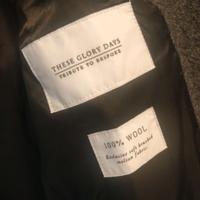 THESE GLORY DAYS
TRIBUTE TO BESPOKE
100% WOOL
Exclusive soft brushed
melton fabric